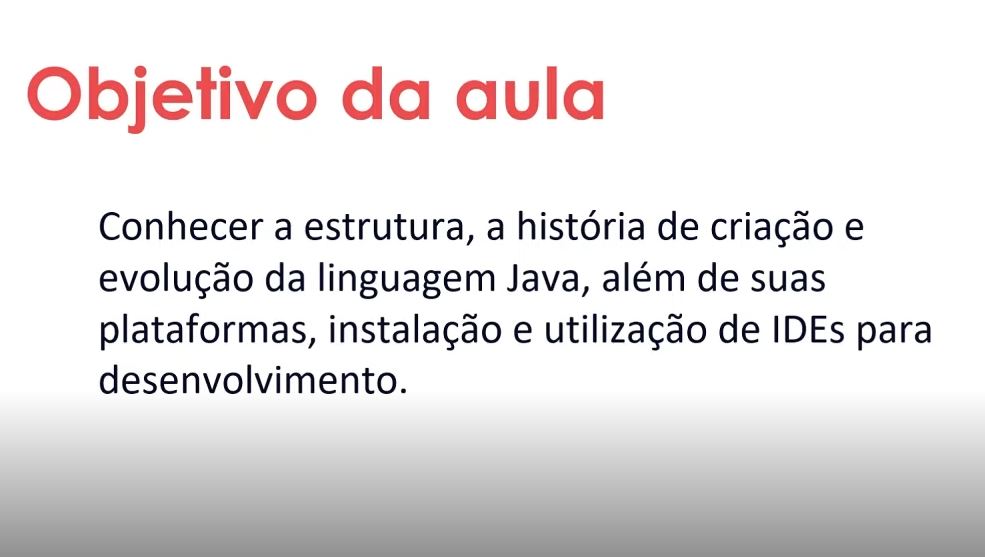 Objetivo da aula
Conhecer a estrutura, a história de criação e
evolução da linguagem Java, além de suas
plataformas, instalação e utilização de IDEs para
desenvolvimento.